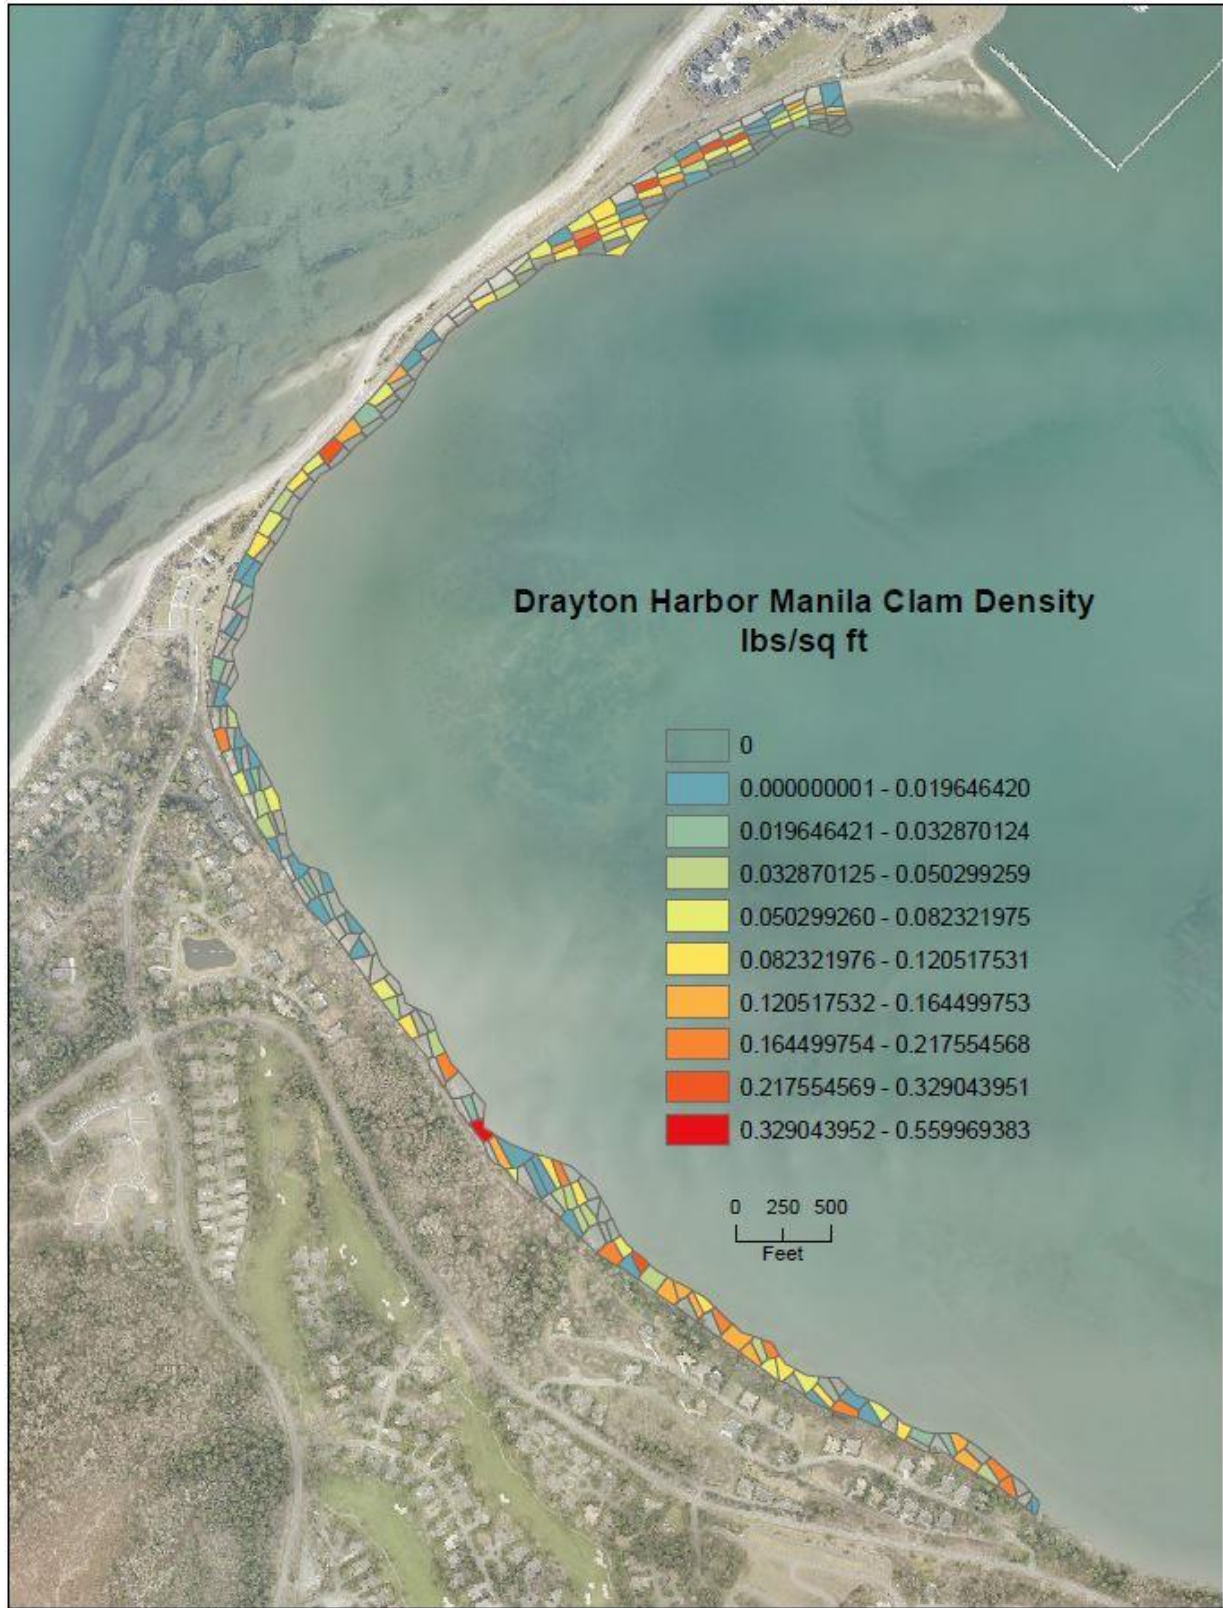 Drayton Harbor Manila Clam Density
lbs/sq ft
0
0.000000001 - 0.019646420
0.019646421 - 0.032870124
0.032870125 - 0.050299259
0.050299260 - 0.082321975
0.082321976 - 0.120517531
0.120517532 - 0.164499753
0.164499754 - 0.217554568
0.217554569 - 0.329043951
0.329043952 - 0.559969383
0 250 500
Feet